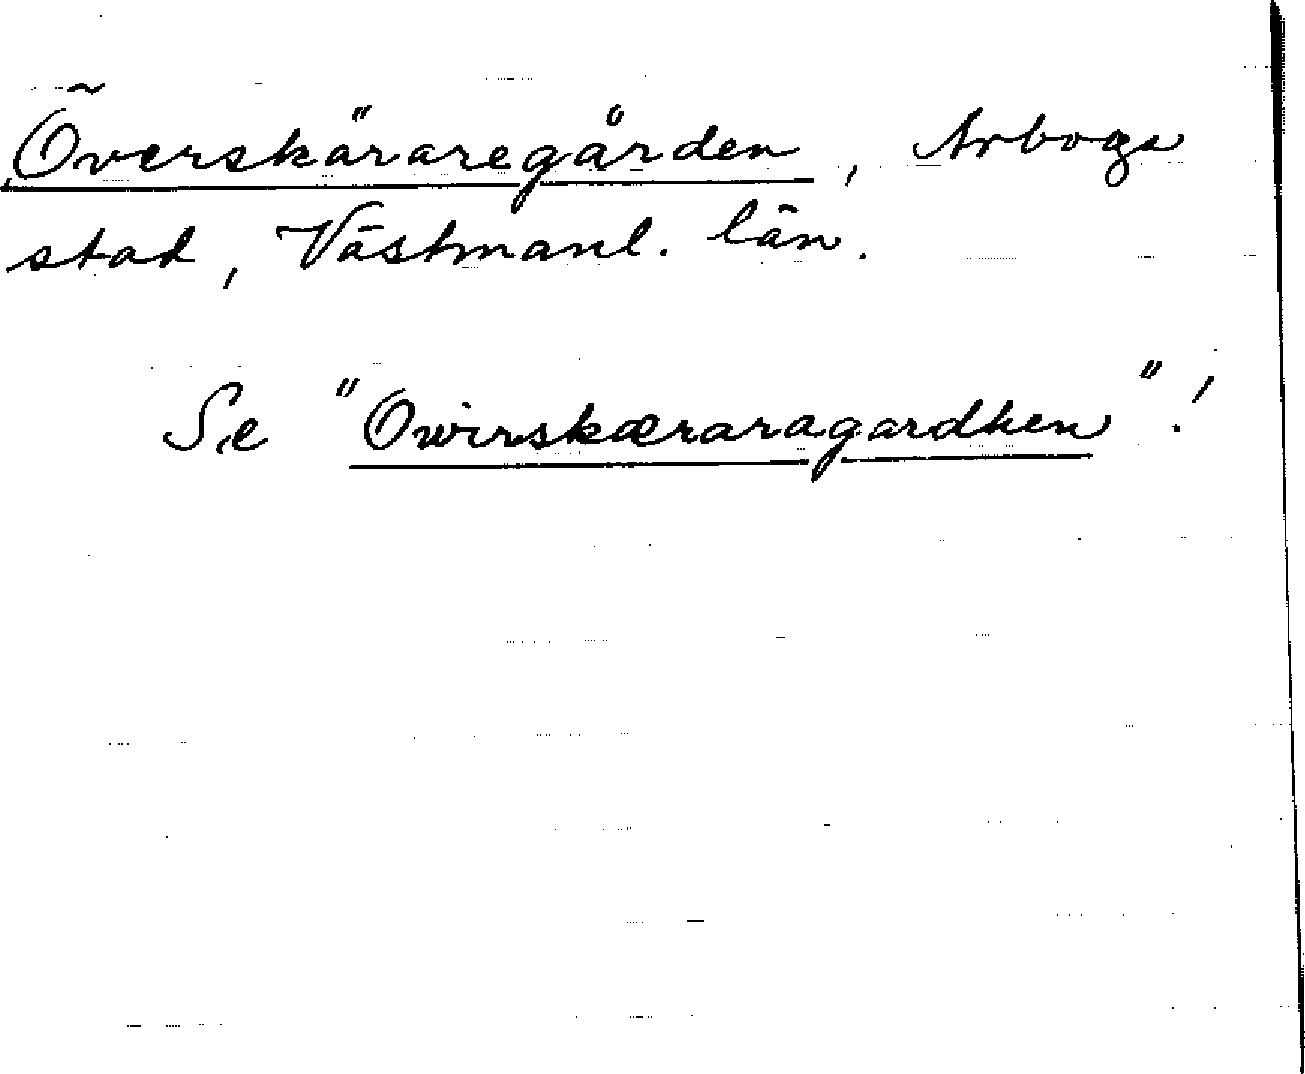 Överskäraregården, Arboga
stad, Västmanl. län.
Se "Owirskæraragardhen"!